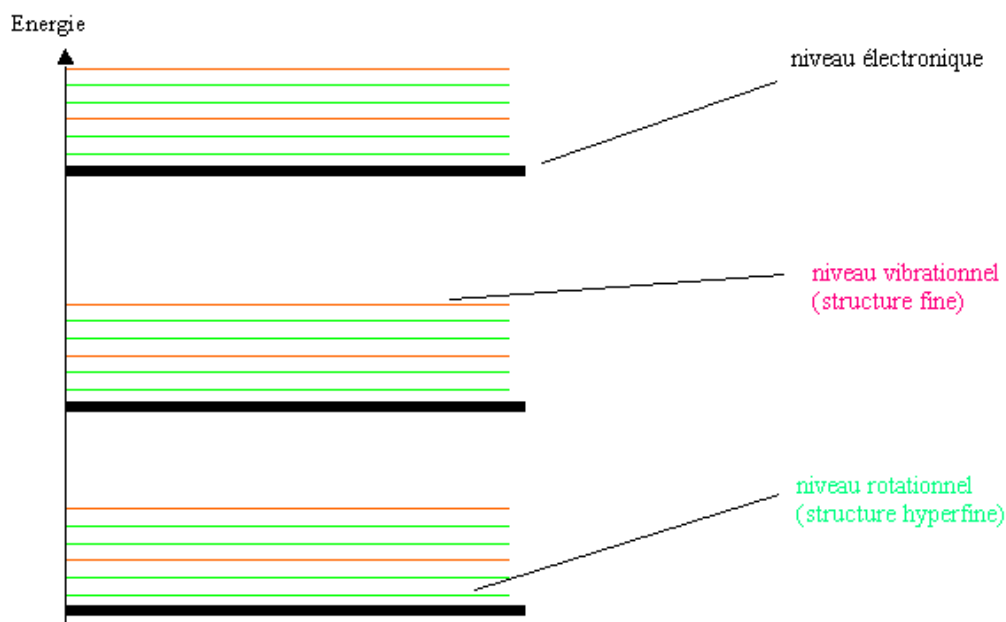 Energie
niveau électronique
niveau vibrationnel
(structure fine)
niveau rotationnel
(structure hyperfine)